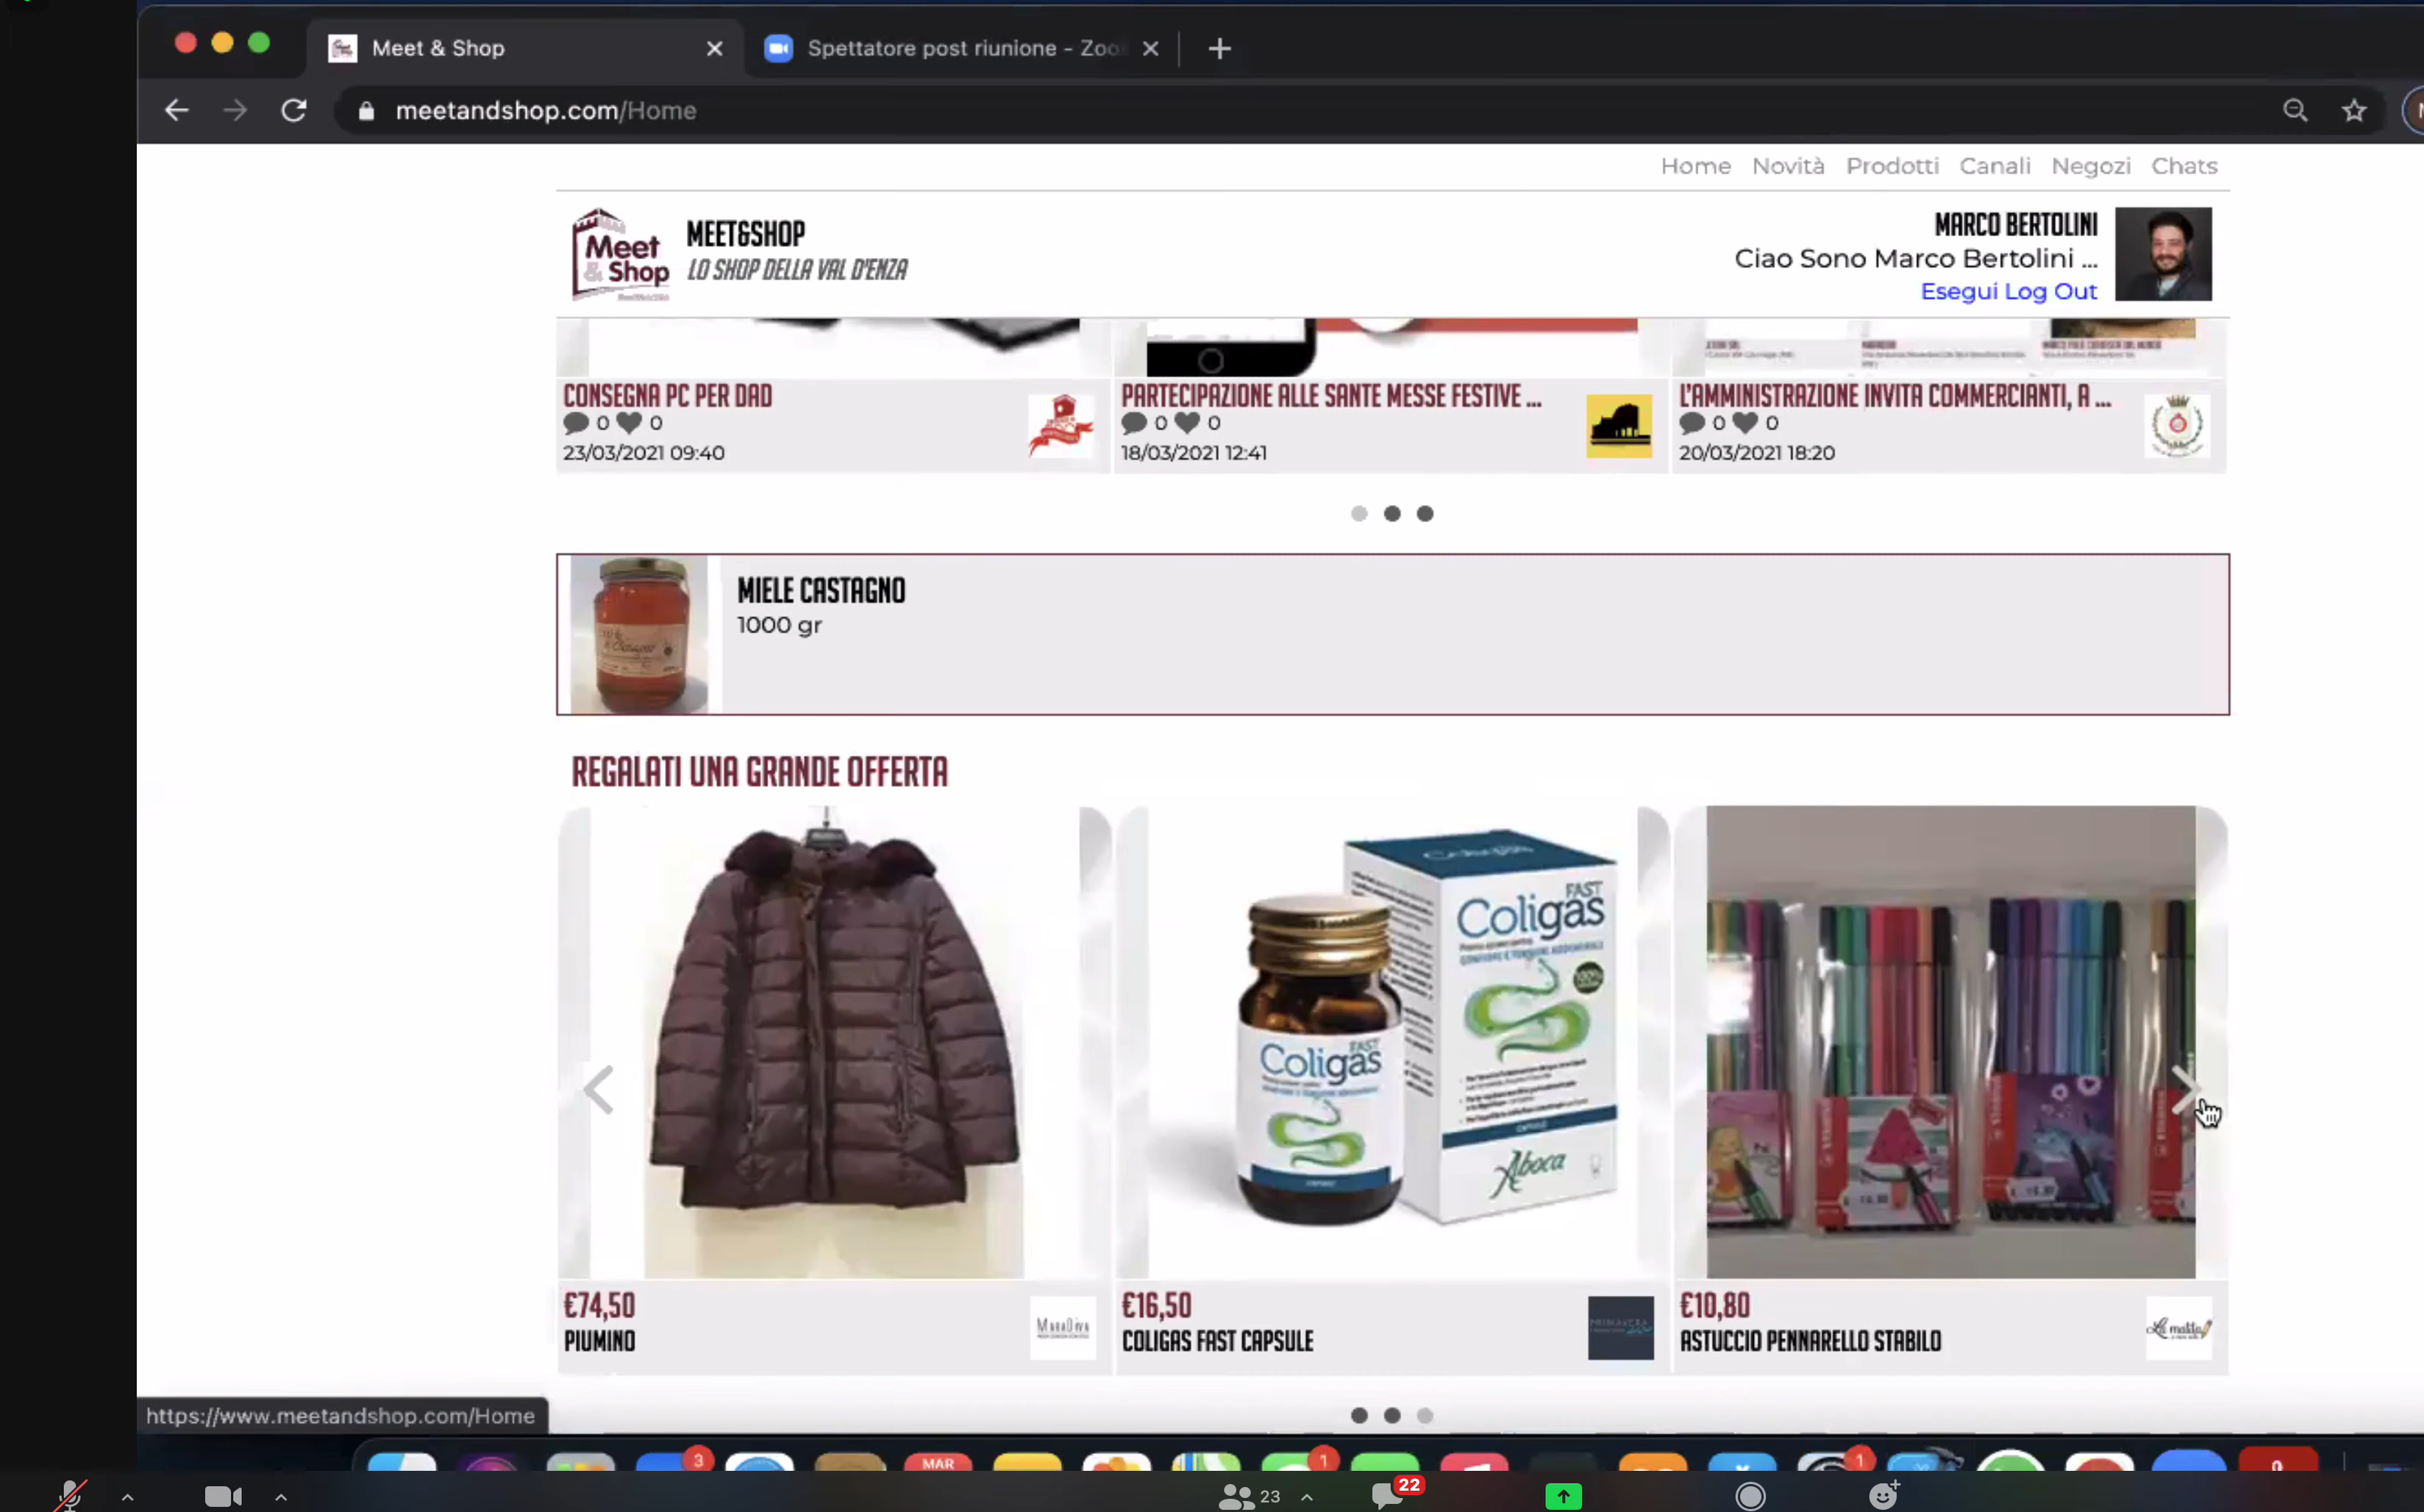 Meet & Shop
Spettatore post riunione - Zoo
meetandshop.com/Home
Home Novità Prodotti Canali Negozi Chats
Meet
& Shop
MEET&SHOP
LO SHOP DELLA VAL D'ENZA
MARCO BERTOLINI
Ciao Sono Marco Bertolini ...
Esegui Log Out
CONSEGNA PC PER DAD
0 0
23/03/2021 09:40
PARTECIPAZIONE ALLE SANTE MESSE FESTIVE ...
0 0
18/03/2021 12:41
L'AMMINISTRAZIONE INVITA COMMERCIANTI, A ...
0 0
20/03/2021 18:20
MIELE CASTAGNO
1000 gr
REGALATI UNA GRANDE OFFERTA
Coligas
FAST
Coligas
FAST
Aboca
€74,50
PIUMINO
MaraDiva
€16,50
COLIGAS FAST CAPSULE
PRIMAVERA
€10,80
ASTUCCIO PENNARELLO STABILO
La matta
https://www.meetandshop.com/Home
3
MAR
1
1
23
22